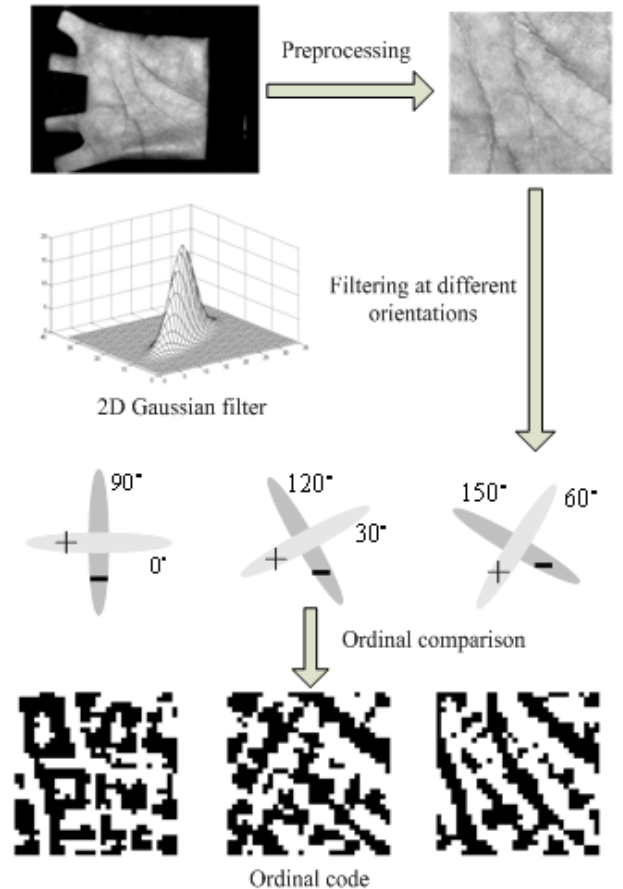 Preprocessing
Filtering at different
orientations
2D Gaussian filter
90°
0°
120°
30°
150°
60°
Ordinal comparison
Ordinal code